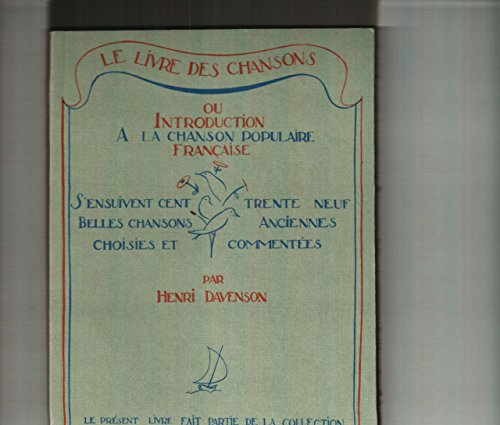 LE LIVRE DES CHANSONS
OU
INTRODUCTION
A LA CHANSON POPULAIRE
FRANÇAISE
S'ENSUIVENT CENT TRENTE NEUF
BELLES CHANSONS ANCIENNES
CHOISIES ET COMMENTÉES
PAR
HENRI DAVENSON
LE PRÉSENT LIVRE FAIT PARTIE DE LA COLLECTION